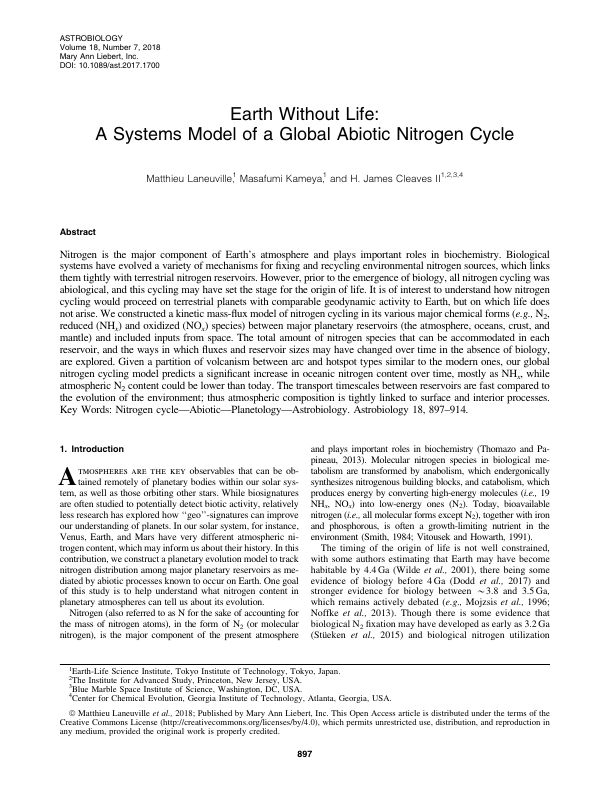 ASTROBIOLOGY
Volume 18, Number 7, 2018
Mary Ann Liebert, Inc.
DOI: 10.1089/ast.2017.1700
Earth Without Life:
A Systems Model of a Global Abiotic Nitrogen Cycle
Matthieu Laneuville,1 Masafumi Kameya,1 and H. James Cleaves II1,2,3,4
Abstract
Nitrogen is the major component of Earth's atmosphere and plays important roles in biochemistry. Biological
systems have evolved a variety of mechanisms for fixing and recycling environmental nitrogen sources, which links
them tightly with terrestrial nitrogen reservoirs. However, prior to the emergence of biology, all nitrogen cycling was
abiological, and this cycling may have set the stage for the origin of life. It is of interest to understand how nitrogen
cycling would proceed on terrestrial planets with comparable geodynamic activity to Earth, but on which life does
not arise. We constructed a kinetic mass-flux model of nitrogen cycling in its various major chemical forms (e.g., N2,
reduced (NHx) and oxidized (NOx) species) between major planetary reservoirs (the atmosphere, oceans, crust, and
mantle) and included inputs from space. The total amount of nitrogen species that can be accommodated in each
reservoir, and the ways in which fluxes and reservoir sizes may have changed over time in the absence of biology,
are explored. Given a partition of volcanism between arc and hotspot types similar to the modern ones, our global
nitrogen cycling model predicts a significant increase in oceanic nitrogen content over time, mostly as NHx, while
atmospheric N2 content could be lower than today. The transport timescales between reservoirs are fast compared to
the evolution of the environment; thus atmospheric composition is tightly linked to surface and interior processes.
Key Words: Nitrogen cycle—Abiotic—Planetology—Astrobiology. Astrobiology 18, 897–914.
1. Introduction
ATMOSPHERES ARE THE KEY observables that can be ob-
tained remotely of planetary bodies within our solar sys-
tem, as well as those orbiting other stars. While biosignatures
are often studied to potentially detect biotic activity, relatively
less research has explored how ''geo''-signatures can improve
our understanding of planets. In our solar system, for instance,
Venus, Earth, and Mars have very different atmospheric ni-
trogen content, which may inform us about their history. In this
contribution, we construct a planetary evolution model to track
nitrogen distribution among major planetary reservoirs as me-
diated by abiotic processes known to occur on Earth. One goal
of this study is to help understand what nitrogen content in
planetary atmospheres can tell us about its evolution.
Nitrogen (also referred to as N for the sake of accounting for
the mass of nitrogen atoms), in the form of N2 (or molecular
nitrogen), is the major component of the present atmosphere
and plays important roles in biochemistry (Thomazo and Pa-
pineau, 2013). Molecular nitrogen species in biological me-
tabolism are transformed by anabolism, which endergonically
synthesizes nitrogenous building blocks, and catabolism, which
produces energy by converting high-energy molecules (i.e., 19
NHx, NOx) into low-energy ones (N2). Today, bioavailable
nitrogen (i.e., all molecular forms except N2), together with iron
and phosphorous, is often a growth-limiting nutrient in the
environment (Smith, 1984; Vitousek and Howarth, 1991).
The timing of the origin of life is not well constrained,
with some authors estimating that Earth may have become
habitable by 4.4 Ga (Wilde et al., 2001), there being some
evidence of biology before 4 Ga (Dodd et al., 2017) and
stronger evidence for biology between ~3.8 and 3.5 Ga,
which remains actively debated (e.g., Mojzsis et al., 1996;
Noffke et al., 2013). Though there is some evidence that
biological N2 fixation may have developed as early as 3.2 Ga
(Stüeken et al., 2015) and biological nitrogen utilization
1Earth-Life Science Institute, Tokyo Institute of Technology, Tokyo, Japan.
2The Institute for Advanced Study, Princeton, New Jersey, USA.
3Blue Marble Space Institute of Science, Washington, DC, USA.
4Center for Chemical Evolution, Georgia Institute of Technology, Atlanta, Georgia, USA.
© Matthieu Laneuville et al., 2018; Published by Mary Ann Liebert, Inc. This Open Access article is distributed under the terms of the
Creative Commons License (http://creativecommons.org/licenses/by/4.0), which permits unrestricted use, distribution, and reproduction in
any medium, provided the original work is properly credited.
897